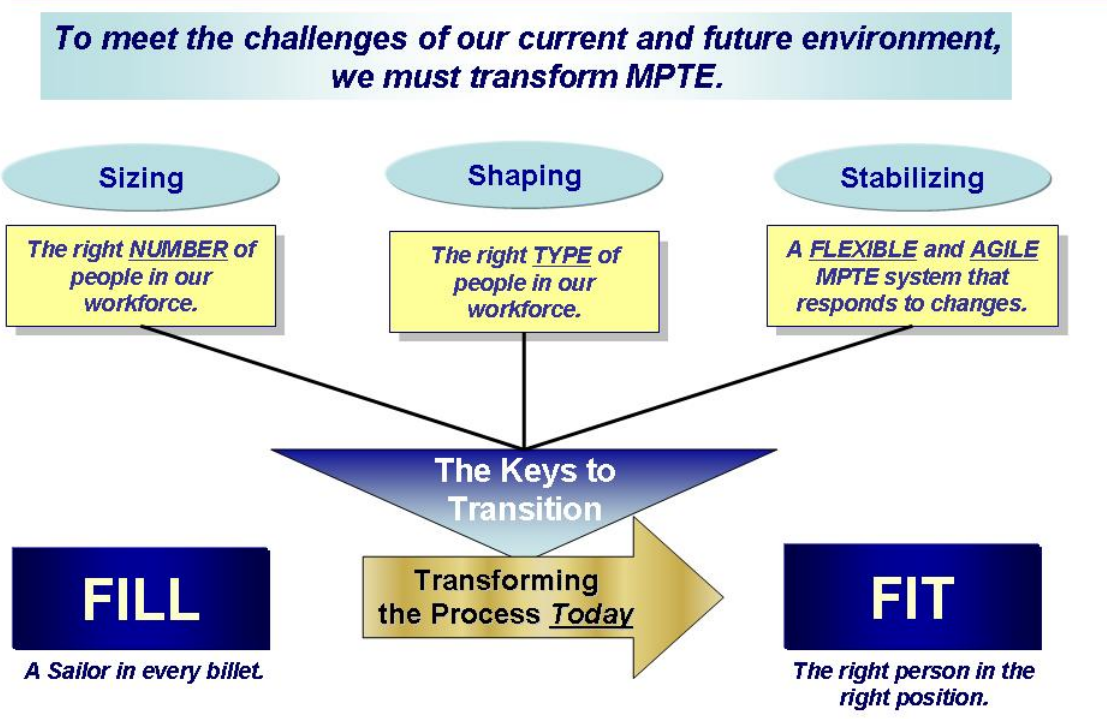 To meet the challenges of our current and future environment,
we must transform MPTE.
Sizing
Shaping
Stabilizing
The right NUMBER of
people in our
workforce.
The right TYPE of
people in our
workforce.
A FLEXIBLE and AGILE
MPTE system that
responds to changes.
The Keys to
Transition
FILL
Transforming
the Process Today
FIT
A Sailor in every billet.
The right person in the
right position.